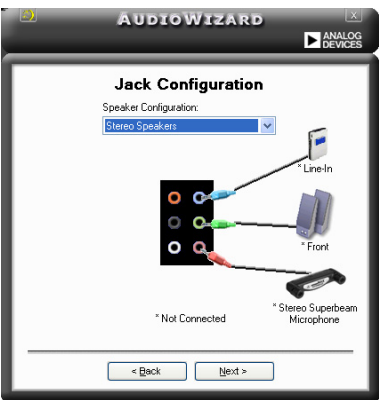 AUDIOWIZARD
ANALOG
DEVICES
Jack Configuration
Speaker Configuration:
Stereo Speakers
* Line-In
* Front
* Stereo Superbeam
Microphone
* Not Connected
< Back
Next >